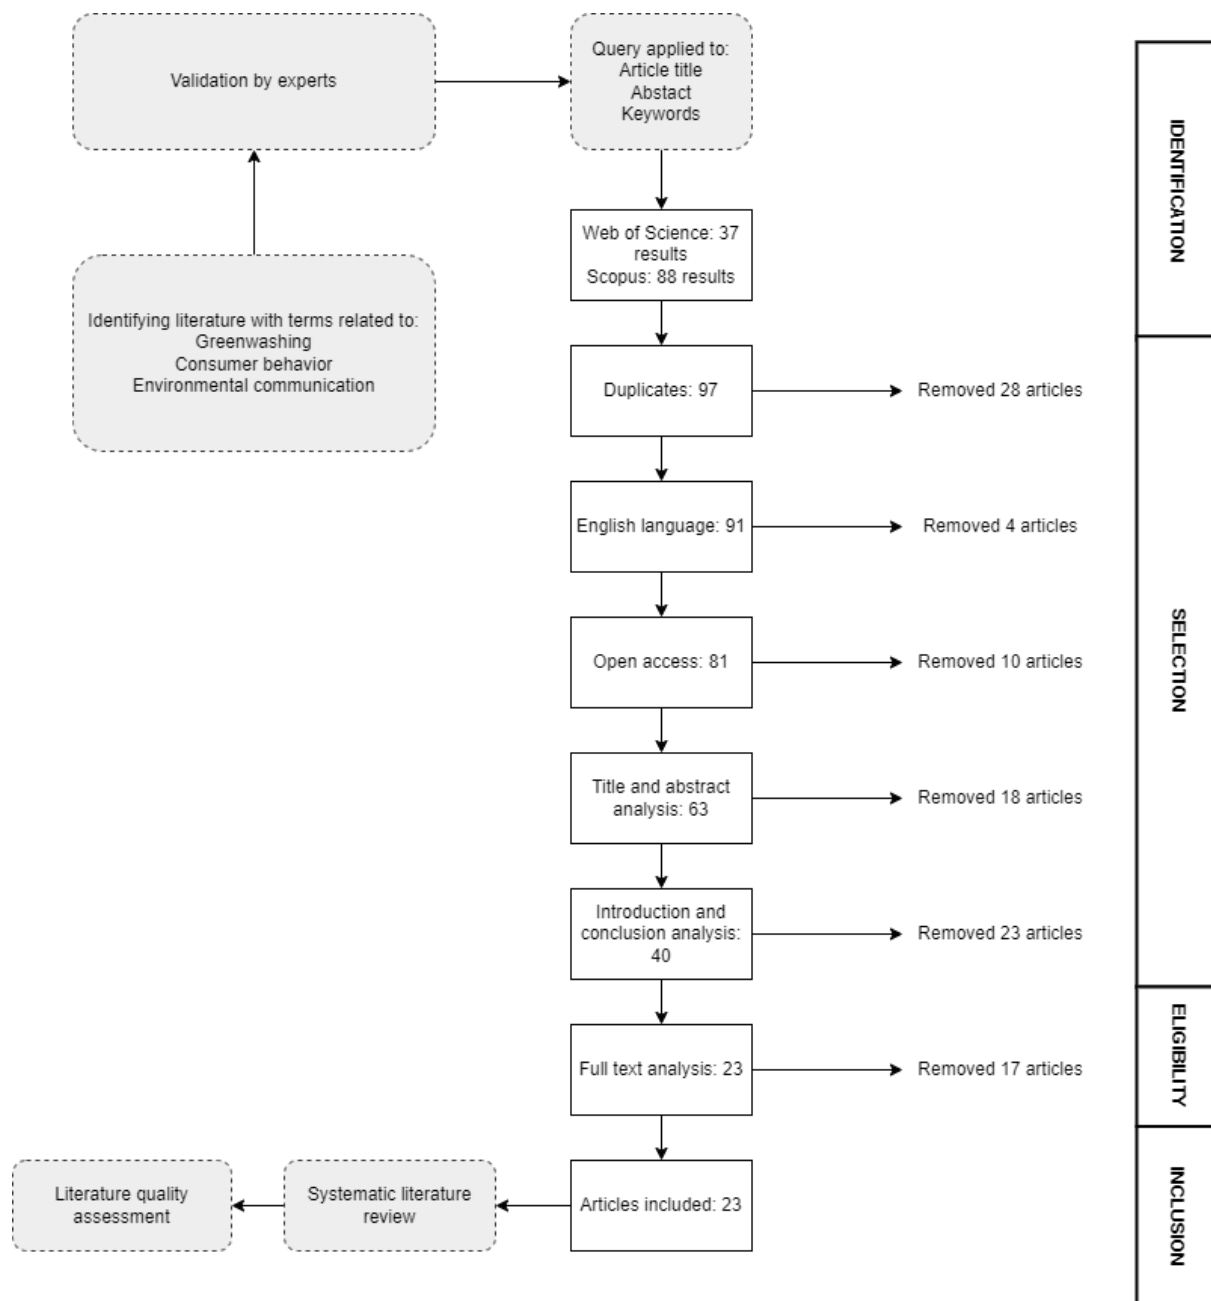 Validation by experts
Query applied to:
Article title
Abstact
Keywords
Identifying literature with terms related to:
Greenwashing
Consumer behavior
Environmental communication
Web of Science: 37
results
Scopus: 88 results
IDENTIFICATION
Duplicates: 97
Removed 28 articles
English language: 91
Removed 4 articles
Open access: 81
Removed 10 articles
Title and abstract
analysis: 63
Removed 18 articles
Introduction and
conclusion analysis:
40
Removed 23 articles
SELECTION
Full text analysis: 23
Removed 17 articles
ELIGIBILITY
Articles included: 23
Systematic literature
review
Literature quality
assessment
INCLUSION